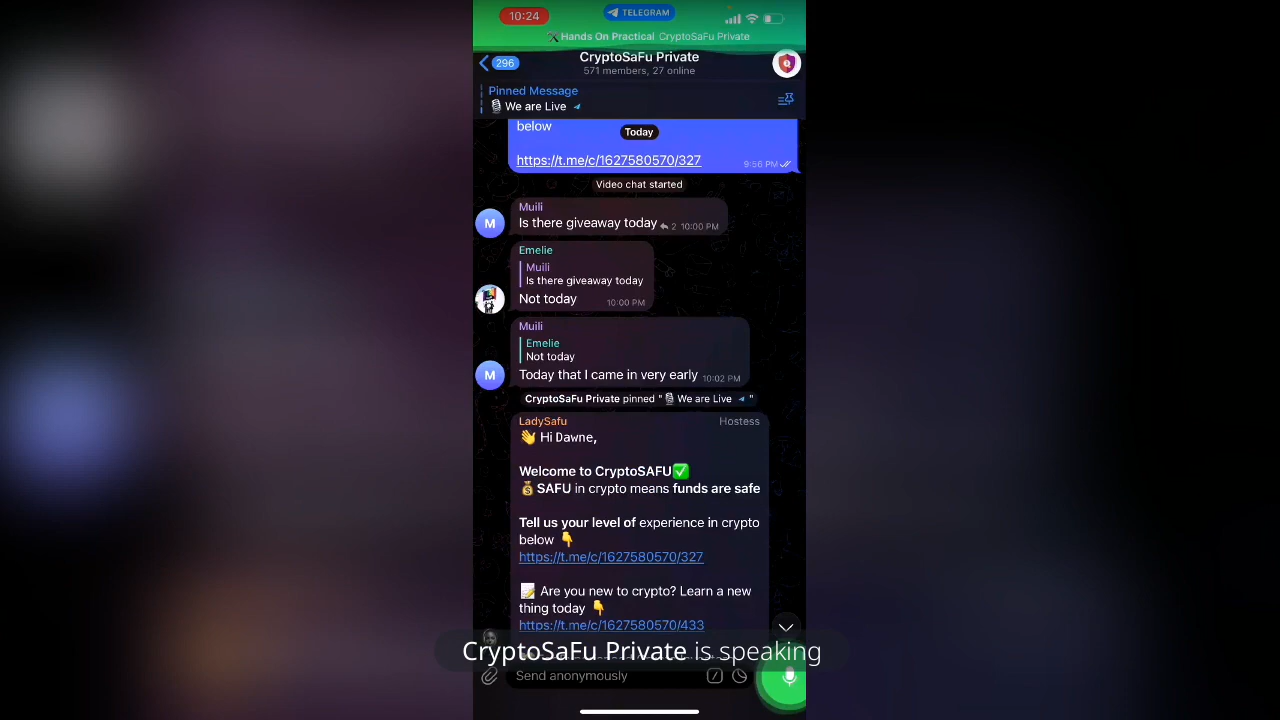 10:24
TELEGRAM
Hands On Practical CryptoSaFu Private
296
CryptoSaFu Private
571 members, 27 online
Pinned Message
We are Live
below
Today
https://t.me/c/1627580570/327
9:56 PM
Video chat started
Muili
Is there giveaway today 2 10:00 PM
M
Emelie
Muili
Is there giveaway today
Not today 10:00 PM
Muili
Emelie
Not today
Today that I came in very early 10:02 PM
M
CryptoSaFu Private pinned "🎙 We are Live "
LadySafu Hostess
👋 Hi Dawne,
Welcome to CryptoSAFU✅
💰 SAFU in crypto means funds are safe
Tell us your level of experience in crypto
below 👇
https://t.me/c/1627580570/327
📝 Are you new to crypto? Learn a new
thing today 👇
https://t.me/c/1627580570/433
CryptoSaFu Private is speaking
Send anonymously